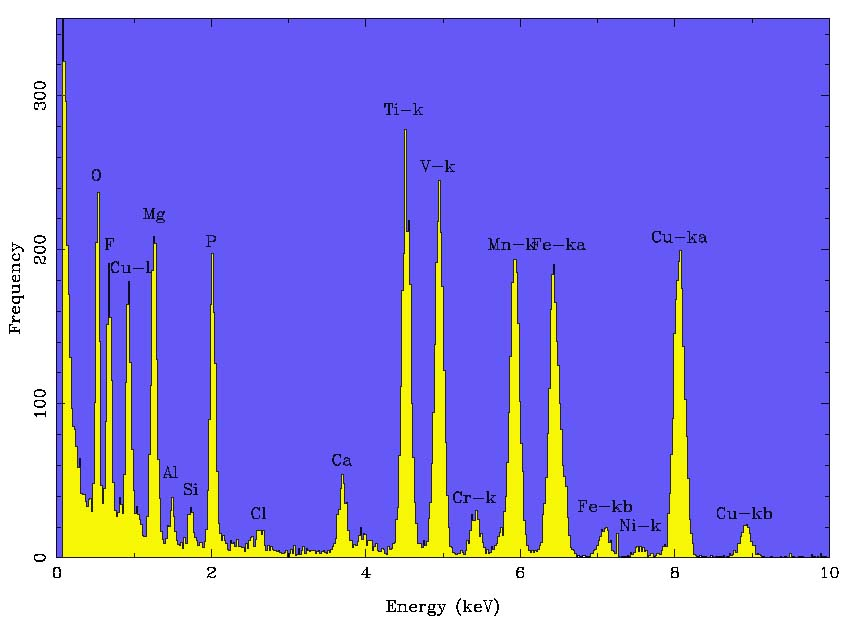 Ti-k
V-k
O
Mg
F
Cu-l
P
Mn-k
Fe-ka
Cu-ka
Al
Si
Cl
Ca
Cr-k
Fe-kb
Ni-k
Cu-kb
300
200
100
0
Frequency
0 2 4 6 8 10
Energy (keV)